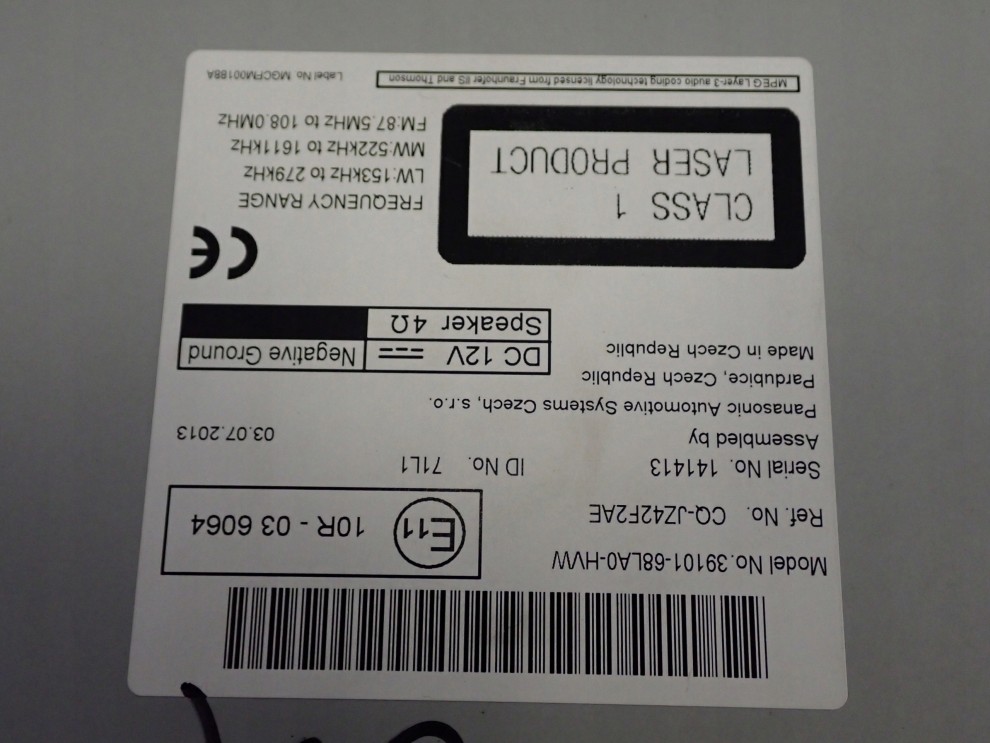 Model No.39101-68LA0-HVW
Ref. No. CQ-JZ42F2AE
E11 10R - 03 6064
Serial No. 141413 ID No. 71L1
Assembled by 03.07.2013
Panasonic Automotive Systems Czech, s.r.o.
Pardubice, Czech Republic
Made in Czech Republic
DC 12V Negative Ground
Speaker 4Ω
CE
CLASS 1
LASER PRODUCT
FREQUENCY RANGE
LW:153kHz to 279kHz
MW:522kHz to 1611kHz
FM:87.5MHz to 108.0MHz
MPEG Layer-3 audio coding technology licensed from Fraunhofer IIS and Thomson
Label No MGCFM00188A